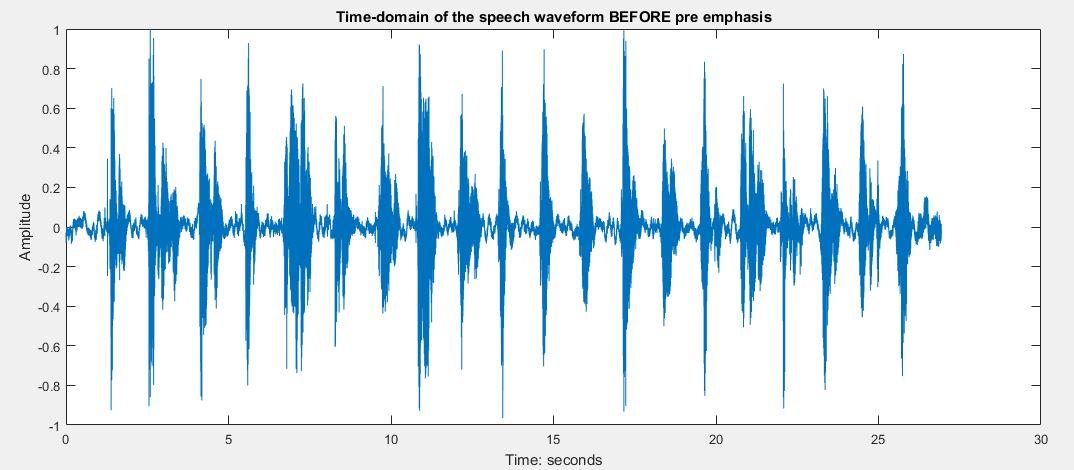 Time-domain of the speech waveform BEFORE pre emphasis
1
0.8
0.6
0.4
0.2
0
-0.2
-0.4
-0.6
-0.8
-1
Amplitude
0 5 10 15 20 25 30
Time: seconds